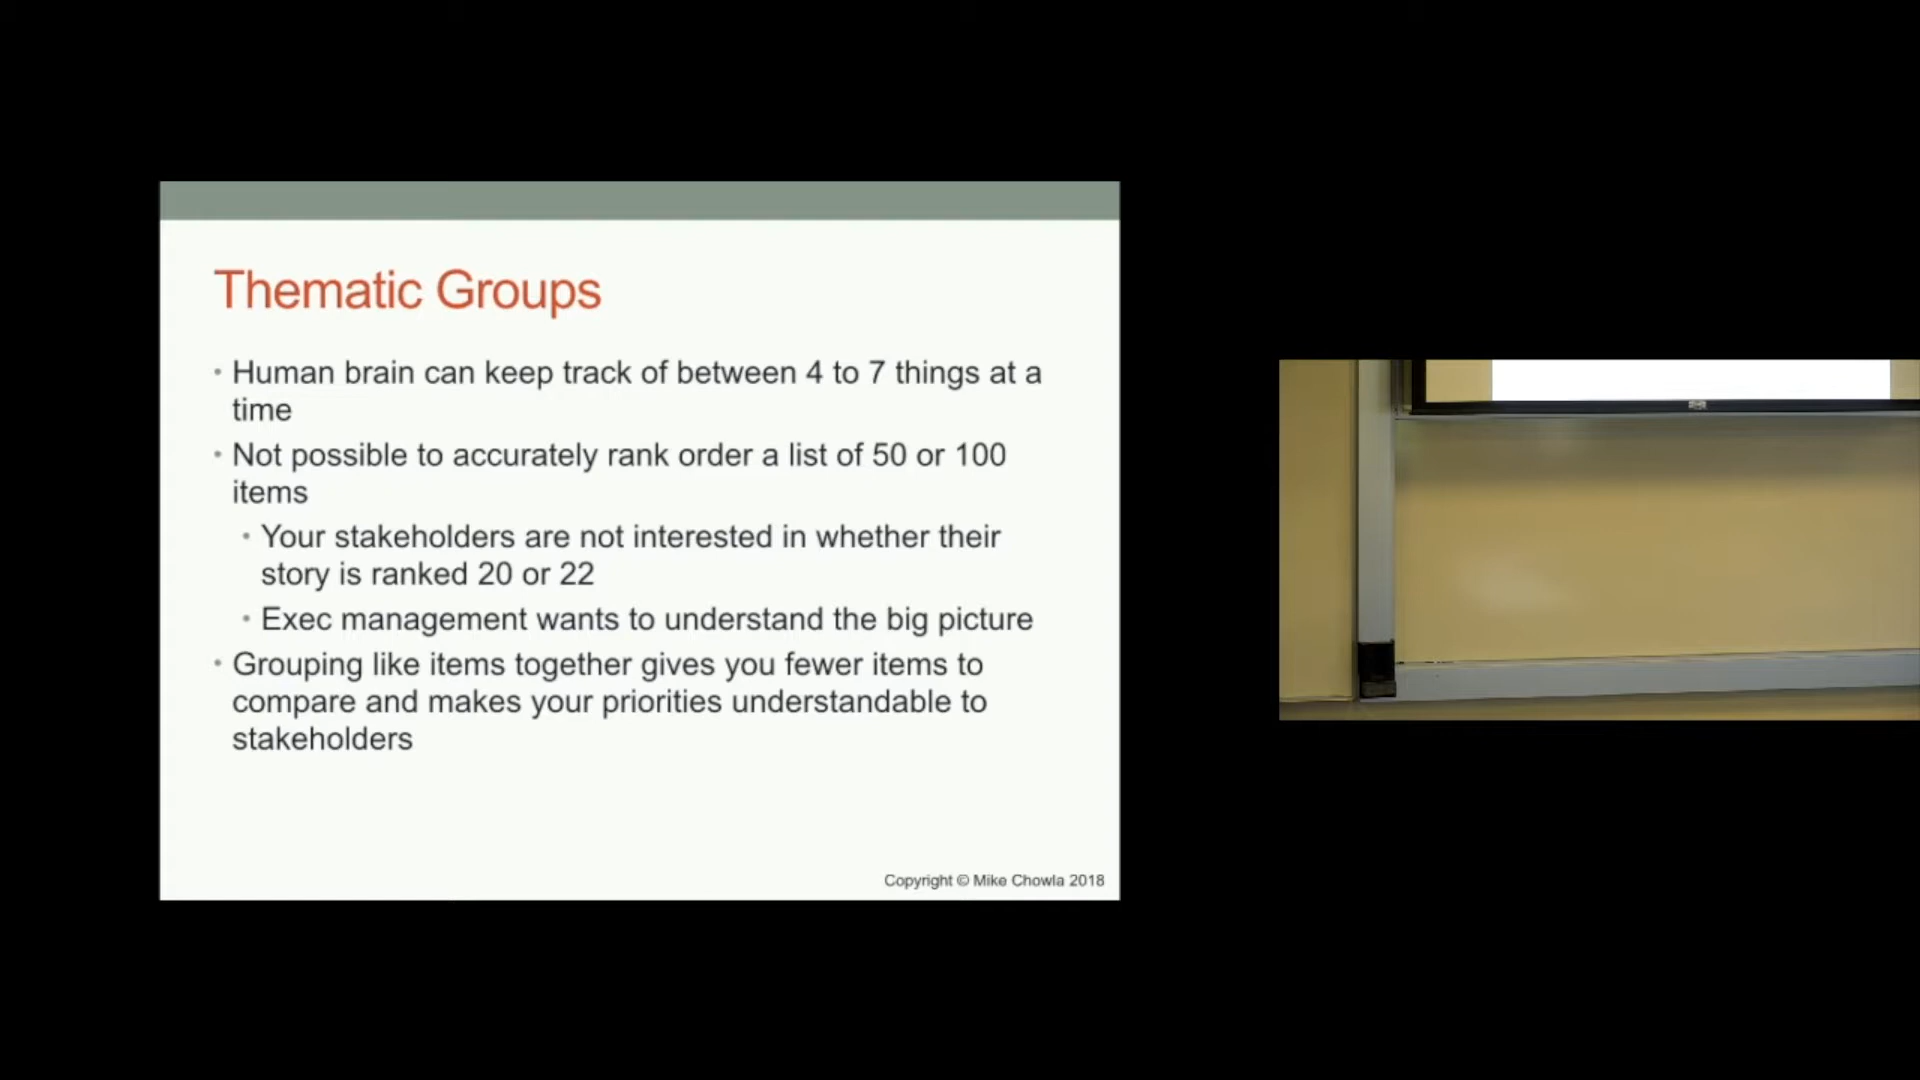 Thematic Groups
• Human brain can keep track of between 4 to 7 things at a
time
• Not possible to accurately rank order a list of 50 or 100
items
• Your stakeholders are not interested in whether their
story is ranked 20 or 22
• Exec management wants to understand the big picture
• Grouping like items together gives you fewer items to
compare and makes your priorities understandable to
stakeholders
Copyright © Mike Chowla 2018